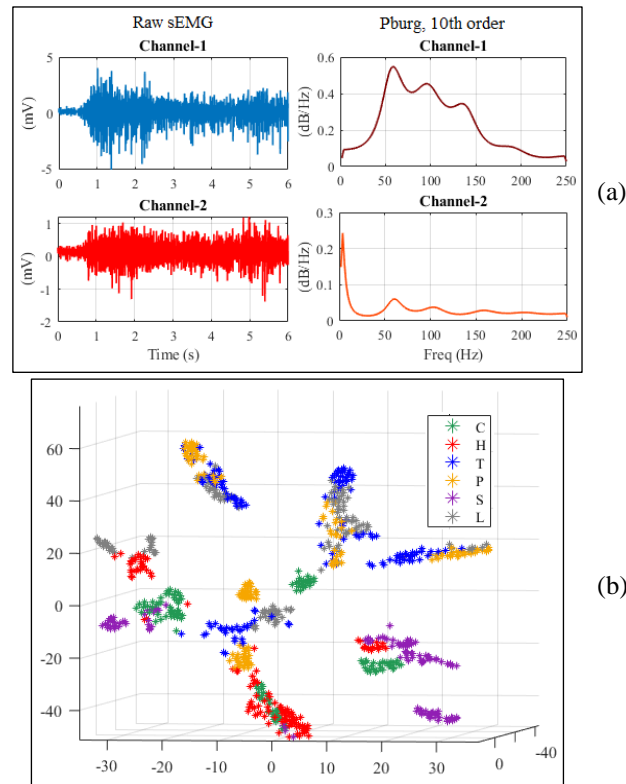 Raw sEMG
Pburg, 10th order
Channel-1
Channel-1
5
0
-5
(mV)
0 1 2 3 4 5 6
0.6
0.4
0.2
0
(dB/Hz)
0 50 100 150 200 250
(a)
Channel-2
Channel-2
1
0
-1
-2
(mV)
0 1 2 3 4 5 6
Time (s)
0.3
0.2
0.1
0
(dB/Hz)
0 50 100 150 200 250
Freq (Hz)
60
40
20
0
-20
-40
C
H
T
P
S
L
(b)
-30 -20 -10 0 10 20 30
0 -40